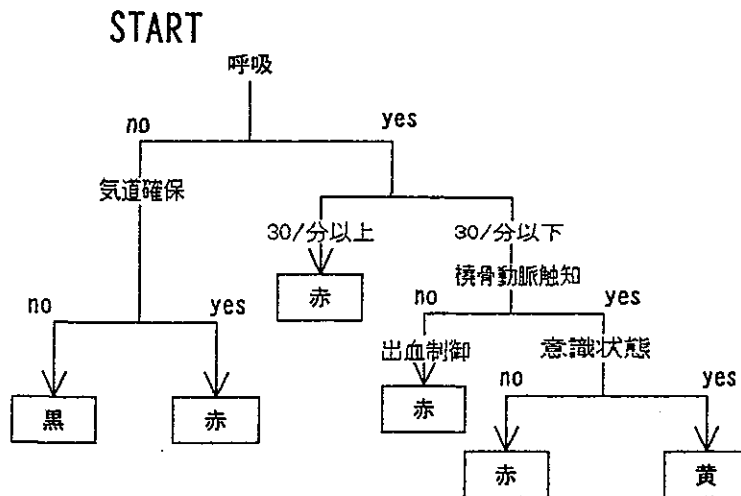 START
呼吸
no
yes
気道確保
30/分以上
30/分以下
赤
橈骨動脈触知
no
yes
no
yes
出血制御
意識状態
黒
赤
赤
no
yes
赤
黄